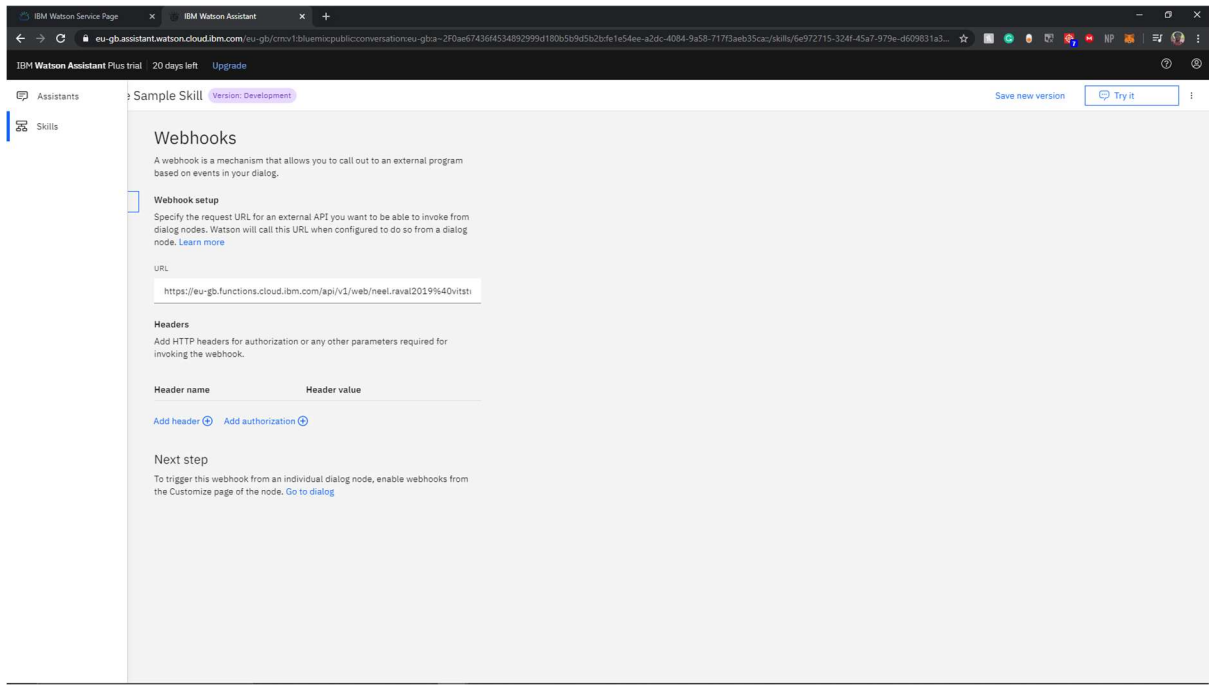 IBM Watson Service Page
IBM Watson Assistant
eu-gb.assistant.watson.cloud.ibm.com/eu-gb/crn:v1:bluemix:public:conversation:eu-gb:a~2F0ae67436f4534892999d180b5b9d5b2b:fe1e54ee-a2dc-4084-9a58-717f3aeb35ca::/skills/6e972715-324f-45a7-979e-d609831a3...
7
NP
IBM Watson Assistant Plus trial 20 days left Upgrade
Assistants
Skills
e Sample Skill Version: Development
Save new version
Try it
Webhooks
A webhook is a mechanism that allows you to call out to an external program
based on events in your dialog.
Webhook setup
Specify the request URL for an external API you want to be able to invoke from
dialog nodes. Watson will call this URL when configured to do so from a dialog
node. Learn more
URL
https://eu-gb.functions.cloud.ibm.com/api/v1/web/neel.raval2019%40vitst
Headers
Add HTTP headers for authorization or any other parameters required for
invoking the webhook.
Header name Header value
Add header Add authorization
Next step
To trigger this webhook from an individual dialog node, enable webhooks from
the Customize page of the node. Go to dialog